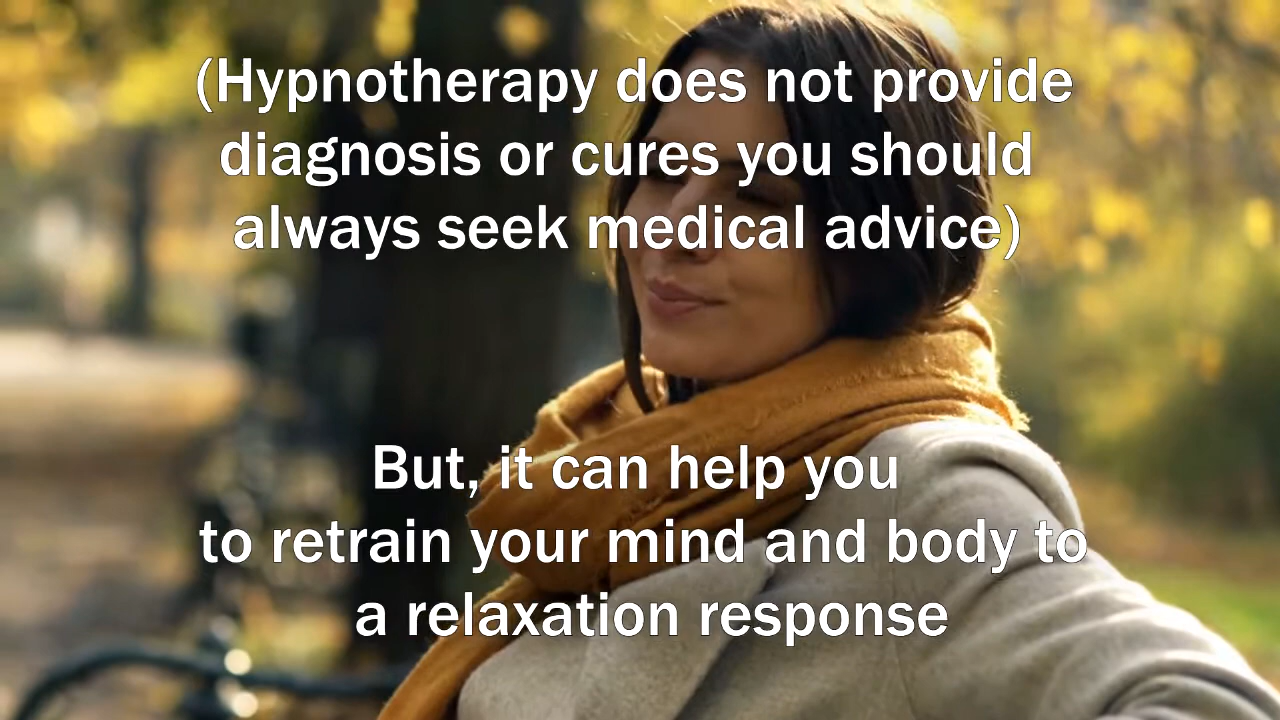 (Hypnotherapy does not provide
diagnosis or cures you should
always seek medical advice)
But, it can help you
to retrain your mind and body to
a relaxation response